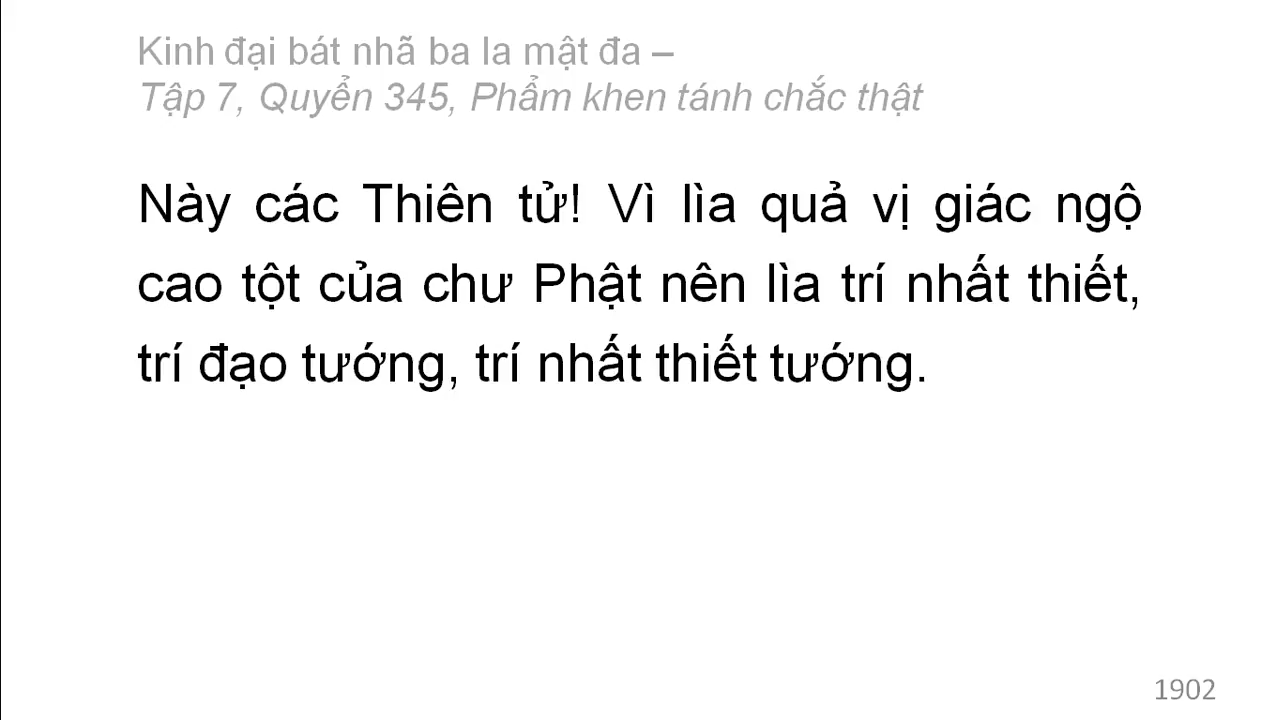 Kinh đại bát nhã ba la mật đa –
Tập 7, Quyển 345, Phẩm khen tánh chắc thật
Này các Thiên tử! Vì lìa quả vị giác ngộ
cao tột của chư Phật nên lìa trí nhất thiết,
trí đạo tướng, trí nhất thiết tướng.
1902